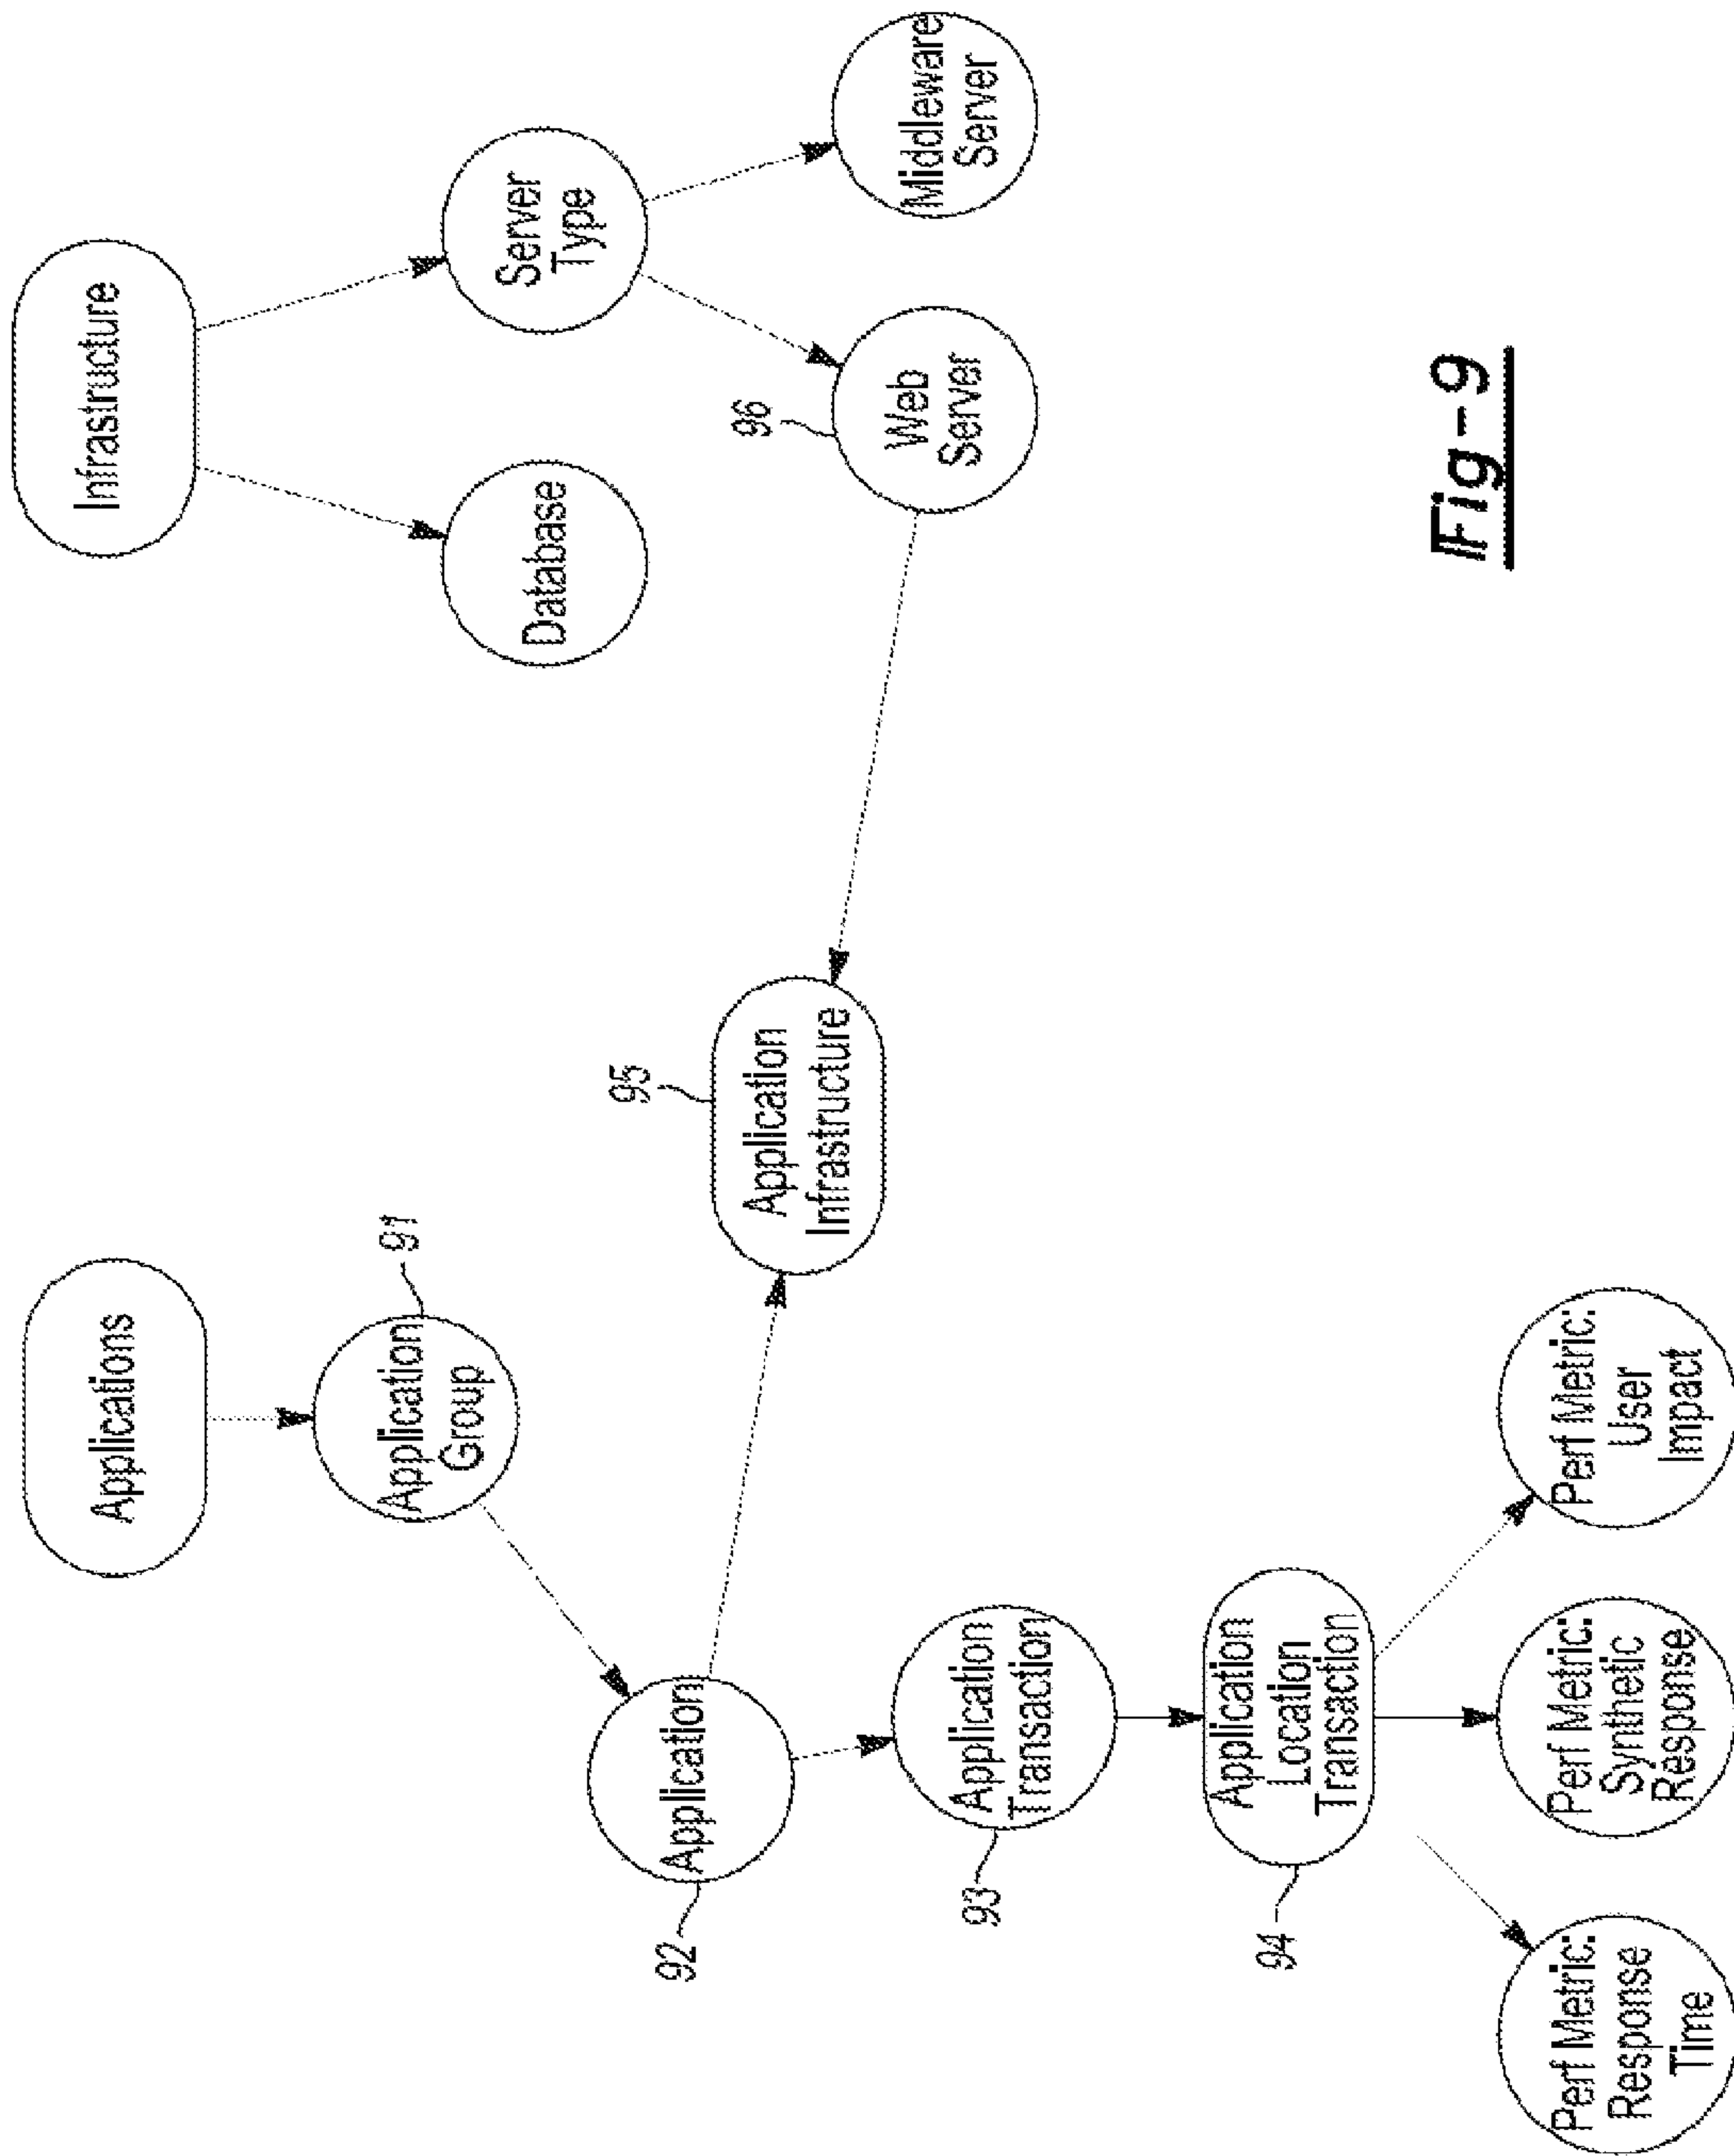 Applications
Application
Group
91
Application
92
Application
Transaction
93
Application
Location
Transaction
94
Perf Metric:
Response
Time
Perf Metric:
Synthetic
Response
Perf Metric:
User
Impact
Application
Infrastructure
95
Infrastructure
Database
Server
Type
Web
Server
96
Middleware
Server
Fig-9